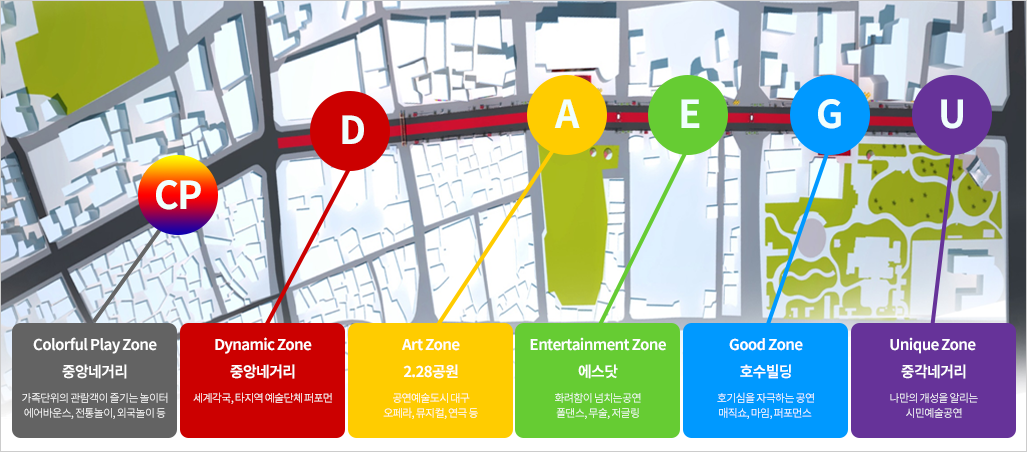 CP
D
A
E
G
U
Colorful Play Zone
중앙네거리
가족단위의 관람객이 즐기는 놀이터
에어바운스, 전통놀이, 외국놀이 등
Dynamic Zone
중앙네거리
세계각국, 타지역 예술단체 퍼포먼
Art Zone
2.28공원
공연예술도시 대구
오페라, 뮤지컬, 연극 등
Entertainment Zone
에스닷
화려함이 넘치는공연
폴댄스, 무술, 저글링
Good Zone
호수빌딩
호기심을 자극하는 공연
매직쇼, 마임, 퍼포먼스
Unique Zone
중각네거리
나만의 개성을 알리는
시민예술공연